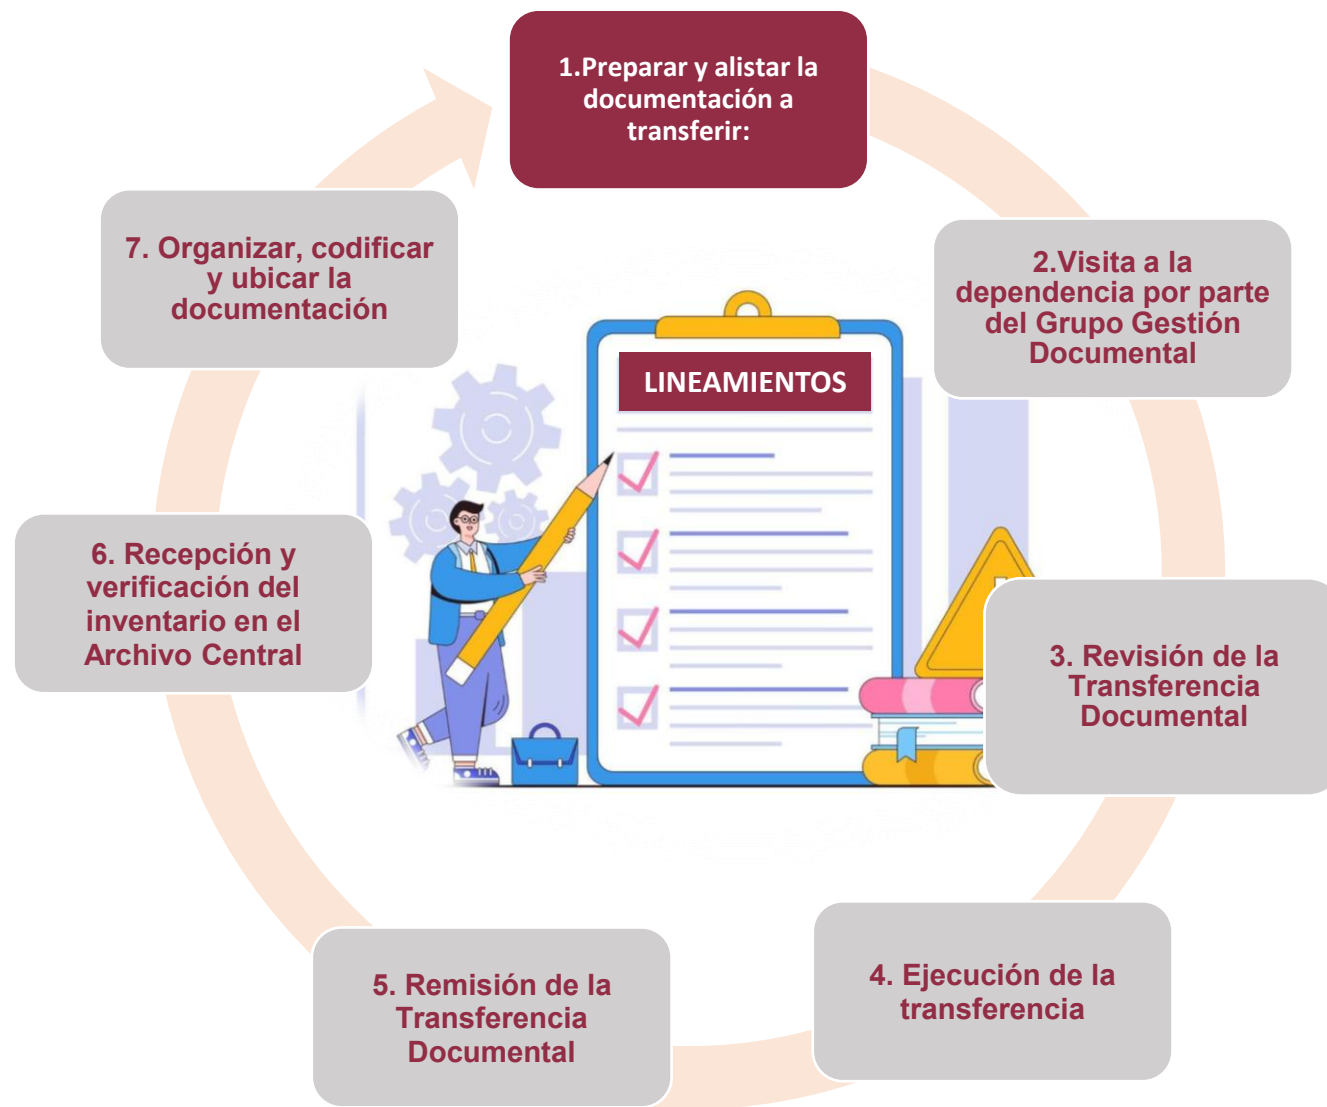 1.Preparar y alistar la
documentación a
transferir:
2.Visita a la
dependencia por parte
del Grupo Gestión
Documental
3. Revisión de la
Transferencia
Documental
4. Ejecución de la
transferencia
5. Remisión de la
Transferencia
Documental
6. Recepción y
verificación del
inventario en el
Archivo Central
7. Organizar, codificar
y ubicar la
documentación
LINEAMIENTOS